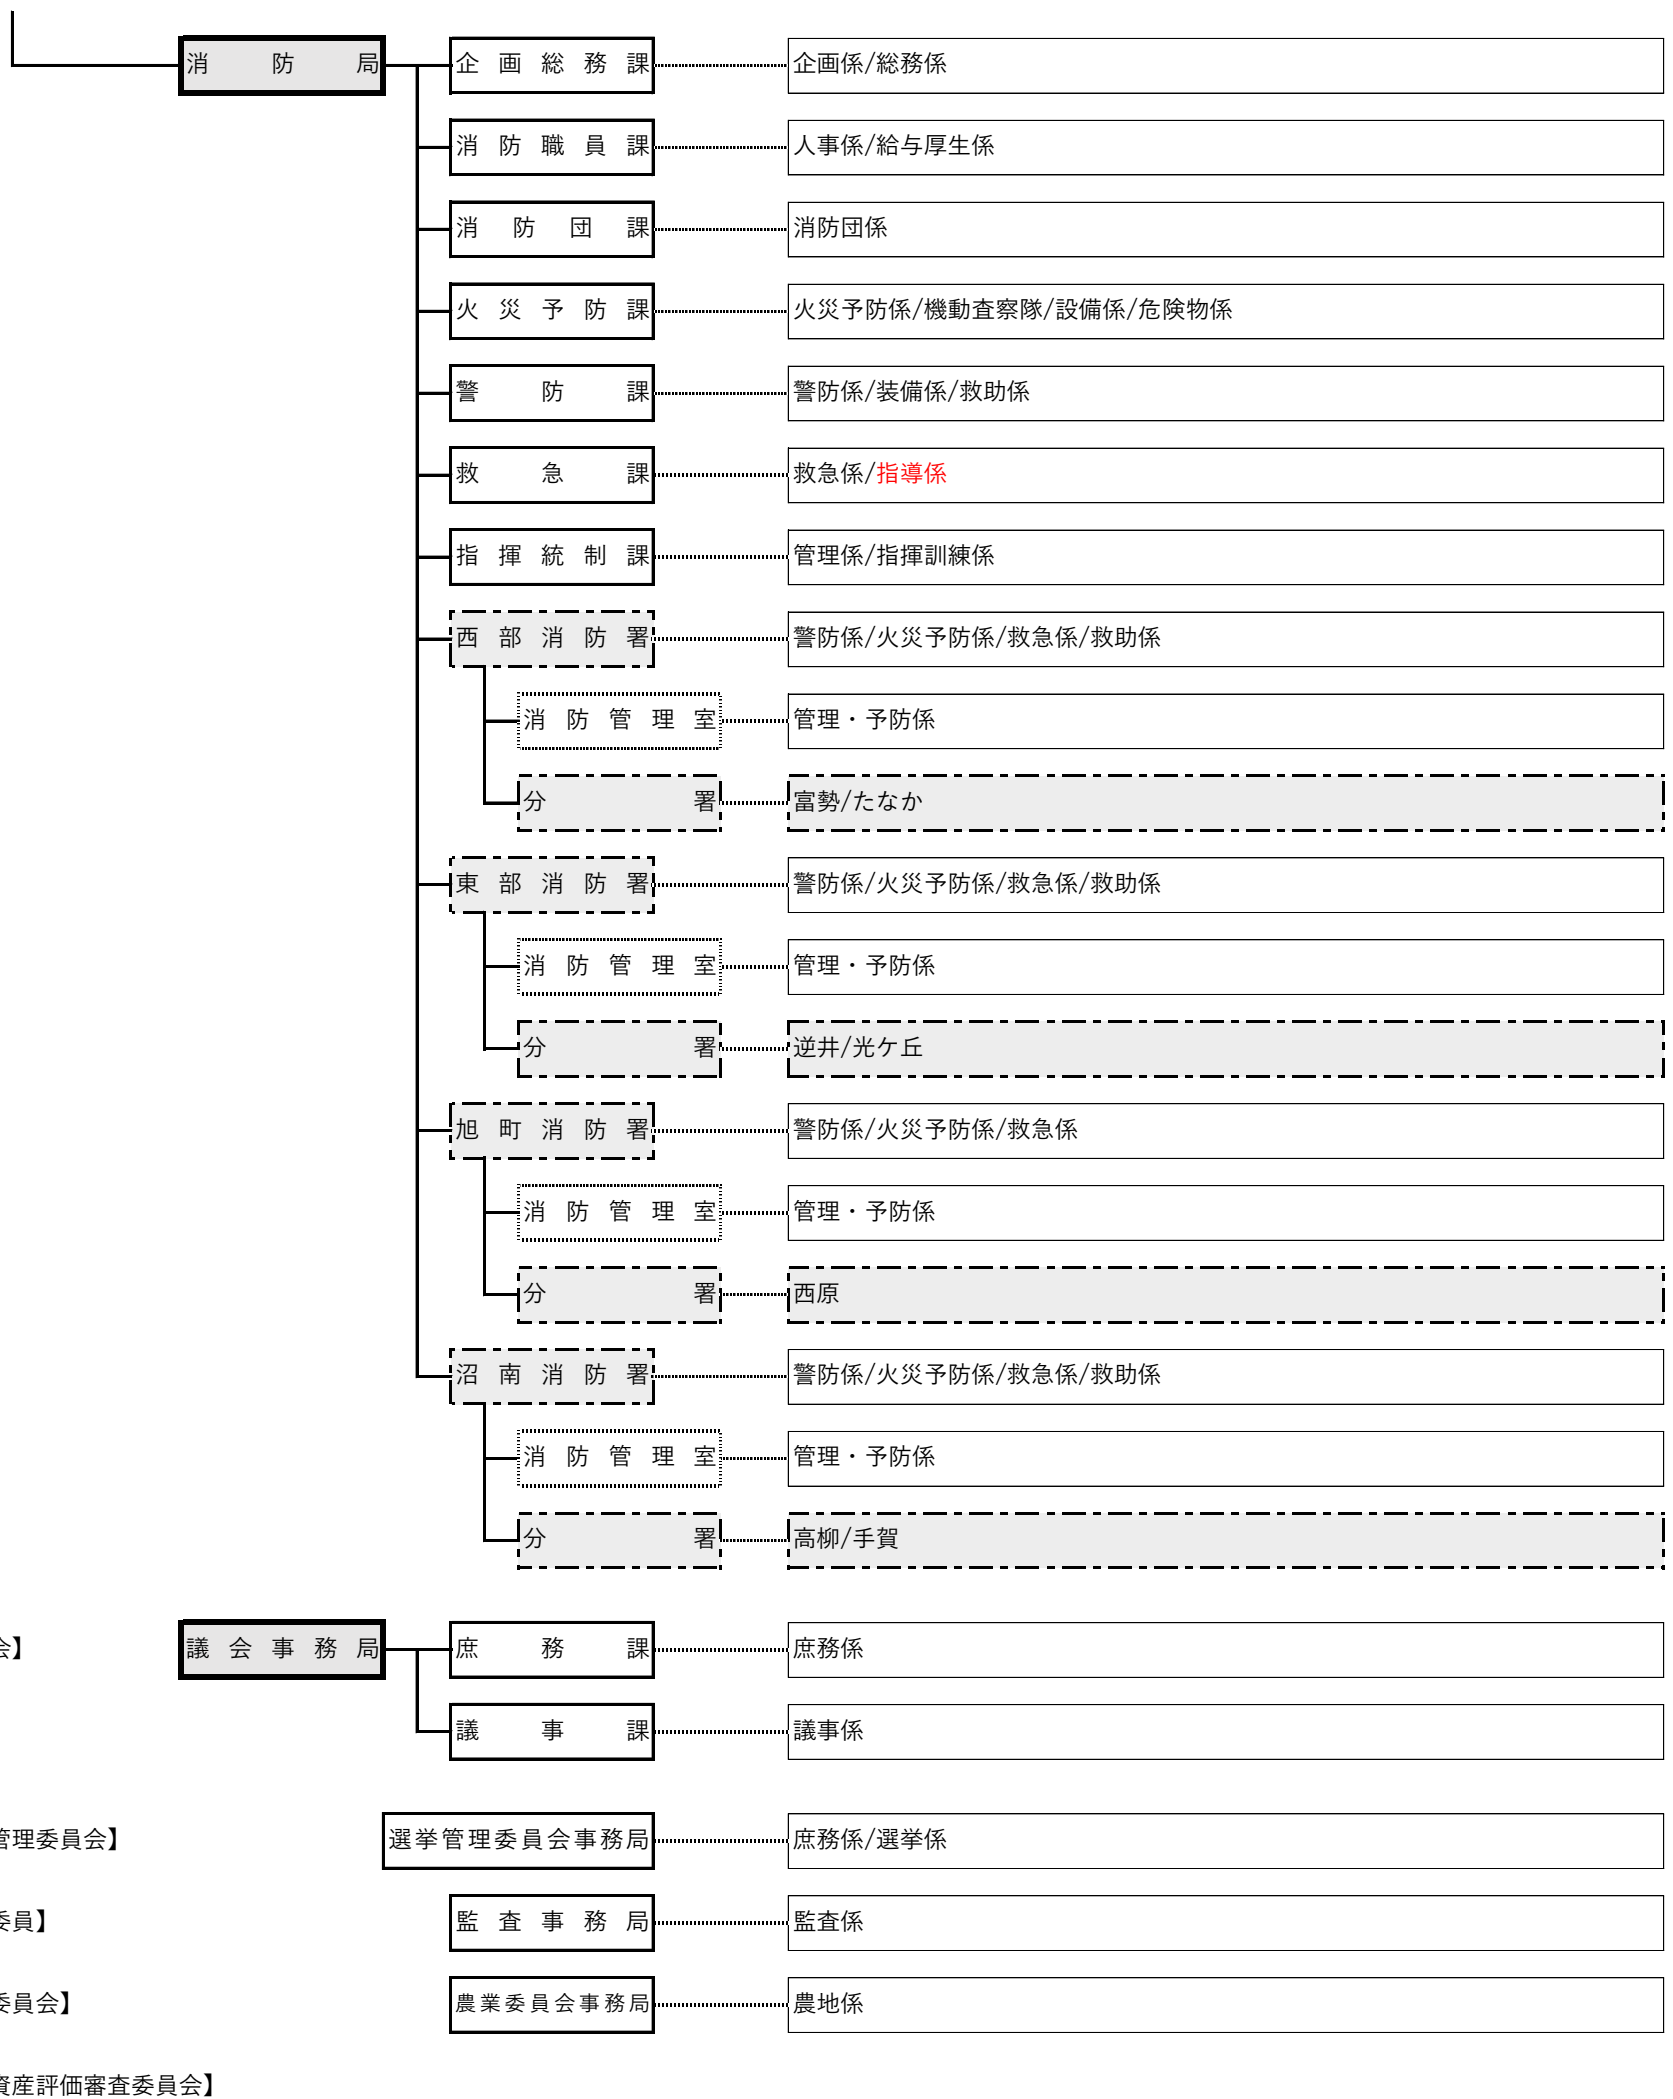 消防局 企画総務課 企画係/総務係
消防職員課 人事係/給与厚生係
消防団課 消防団係
火災予防課 火災予防係/機動査察隊/設備係/危険物係
警防課 警防係/装備係/救助係
救急課 救急係/指導係
指揮統制課 管理係/指揮訓練係
西部消防署 警防係/火災予防係/救急係/救助係
消防管理室 管理・予防係
分署 富勢/たなか
東部消防署 警防係/火災予防係/救急係/救助係
消防管理室 管理・予防係
分署 逆井/光ケ丘
旭町消防署 警防係/火災予防係/救急係
消防管理室 管理・予防係
分署 西原
沼南消防署 警防係/火災予防係/救急係/救助係
消防管理室 管理・予防係
分署 高柳/手賀
会】 議会事務局 庶務課 庶務係
議事課 議事係
管理委員会】 選挙管理委員会事務局 庶務係/選挙係
委員】 監査事務局 監査係
委員会】 農業委員会事務局 農地係
資産評価審査委員会】